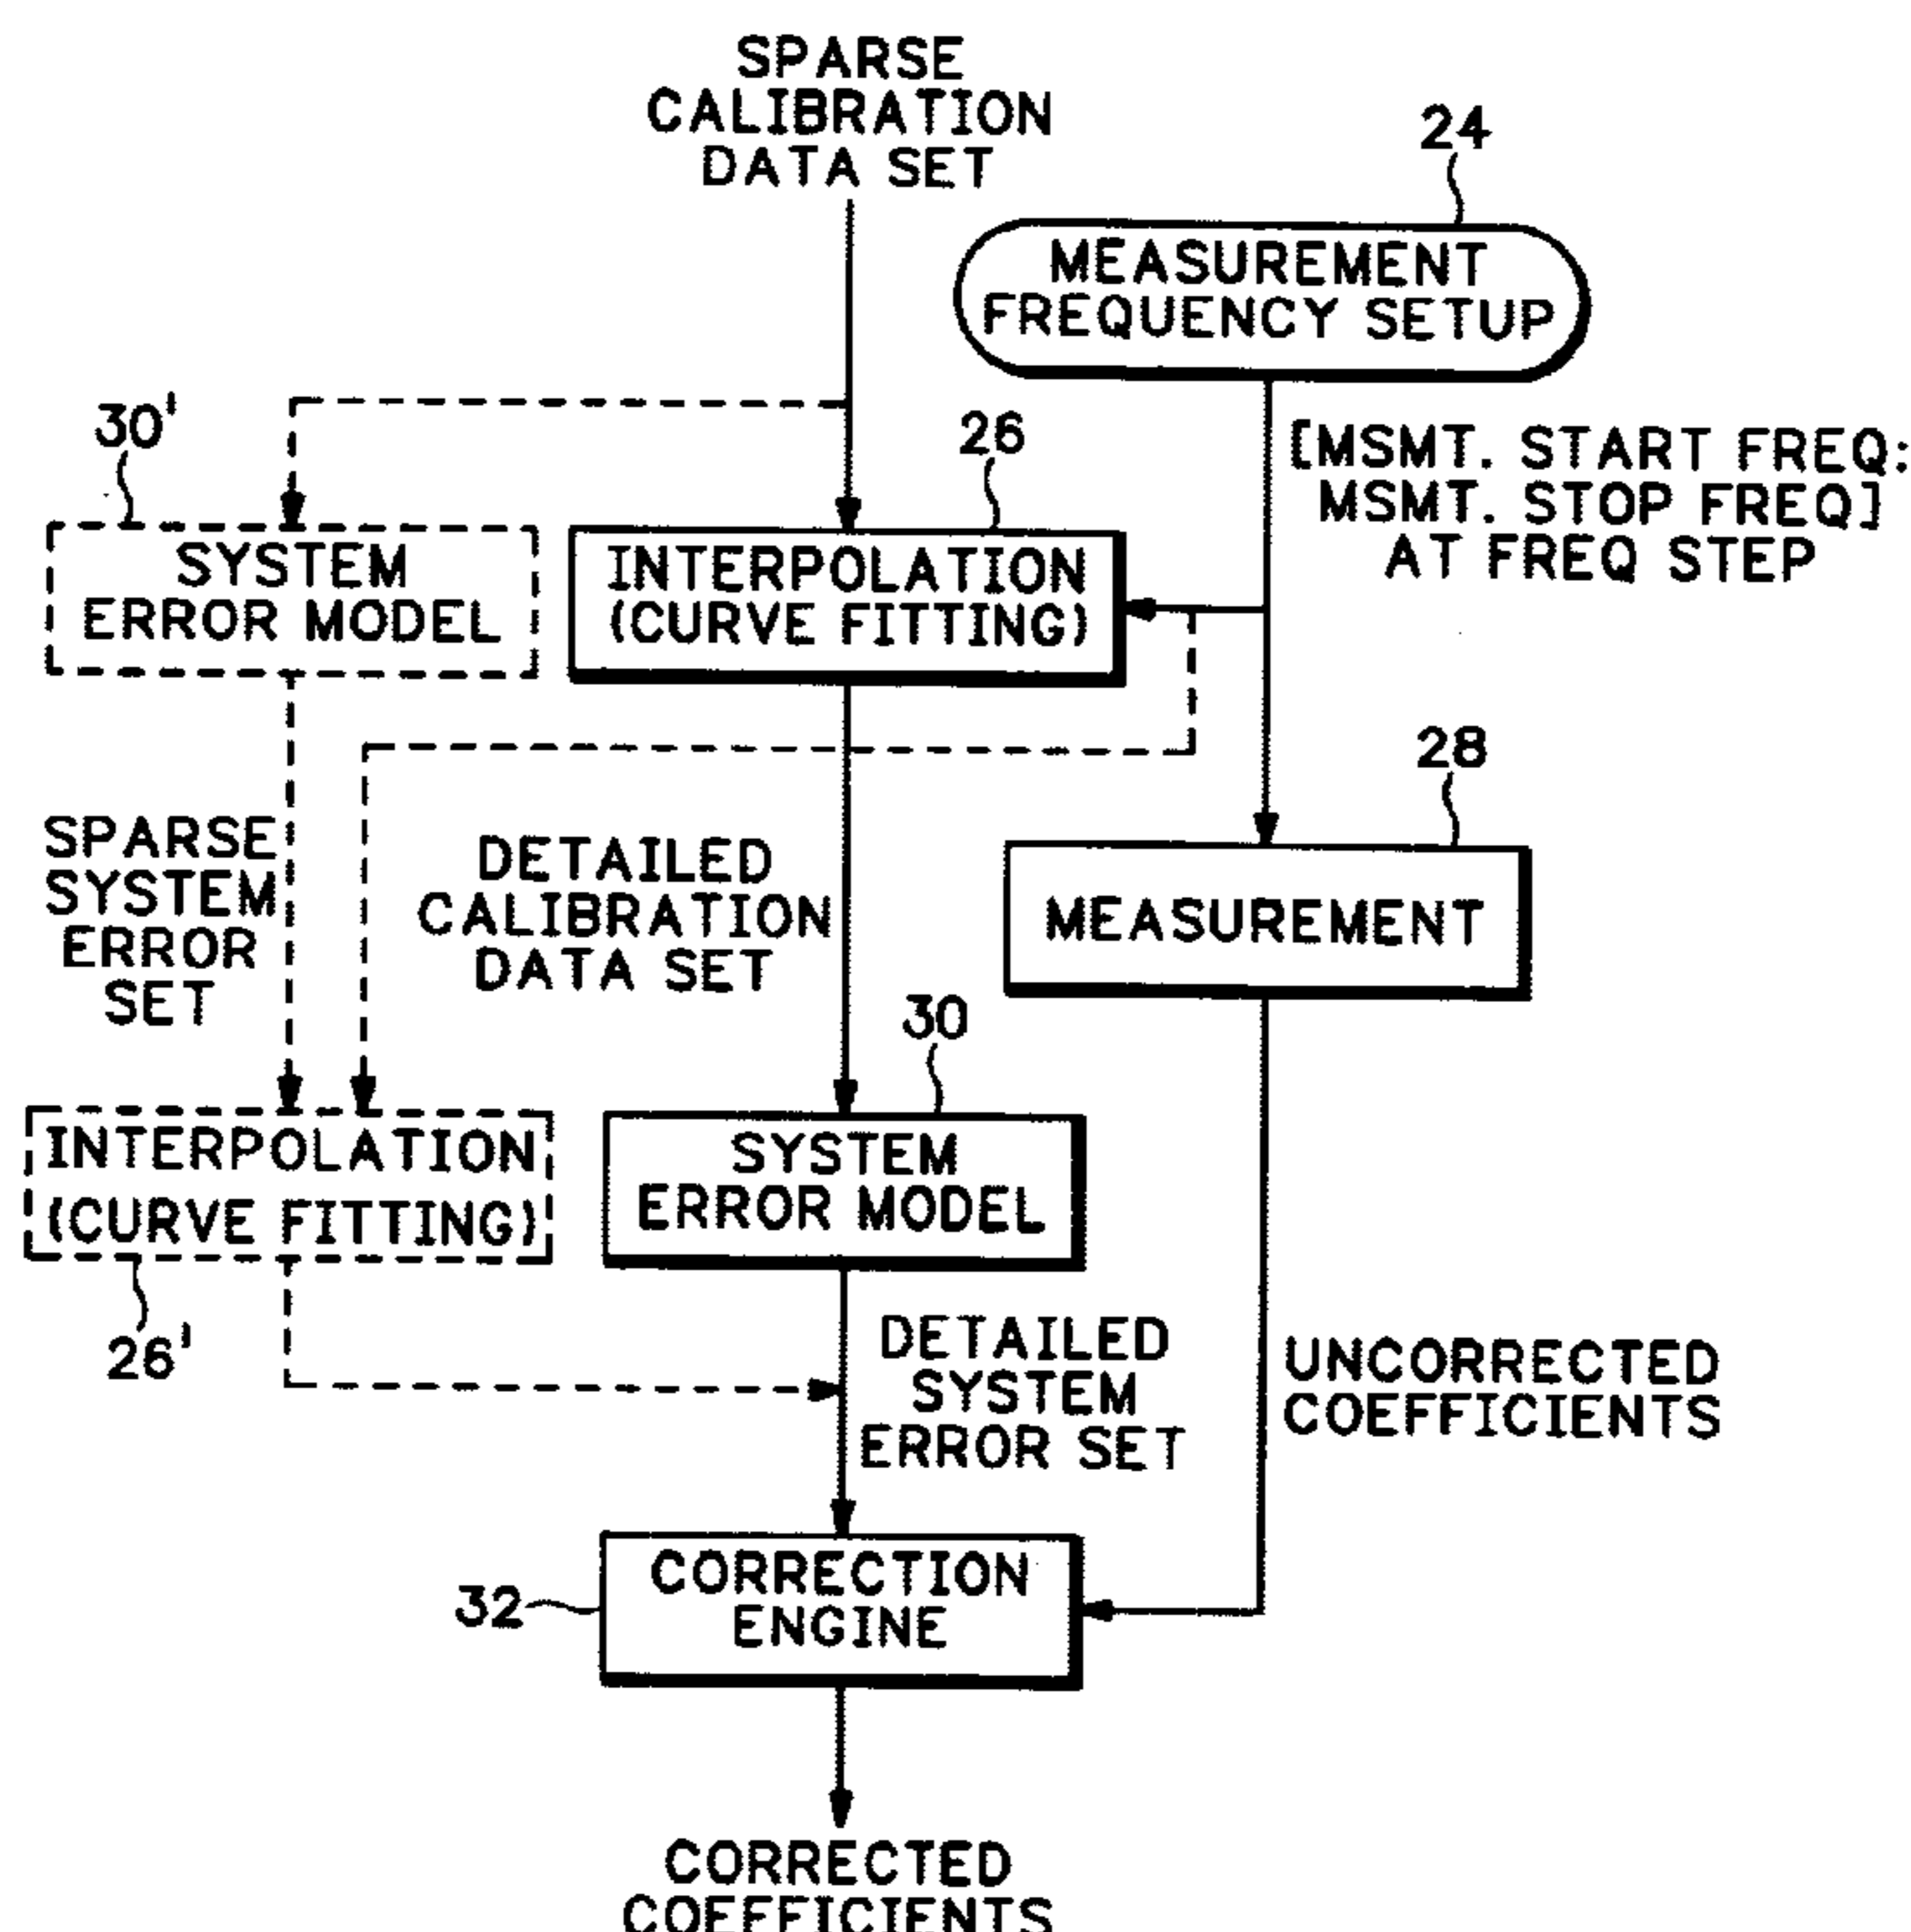 SPARSE
CALIBRATION
DATA SET
24
MEASUREMENT
FREQUENCY SETUP
30'
26
[MSMT. START FREQ:
MSMT. STOP FREQ]
AT FREQ STEP
SYSTEM
ERROR MODEL
INTERPOLATION
(CURVE FITTING)
28
SPARSE
SYSTEM
ERROR
SET
DETAILED
CALIBRATION
DATA SET
MEASUREMENT
30
INTERPOLATION
(CURVE FITTING)
SYSTEM
ERROR MODEL
26'
DETAILED
SYSTEM
ERROR SET
UNCORRECTED
COEFFICIENTS
32
CORRECTION
ENGINE
CORRECTED
COEFFICIENTS